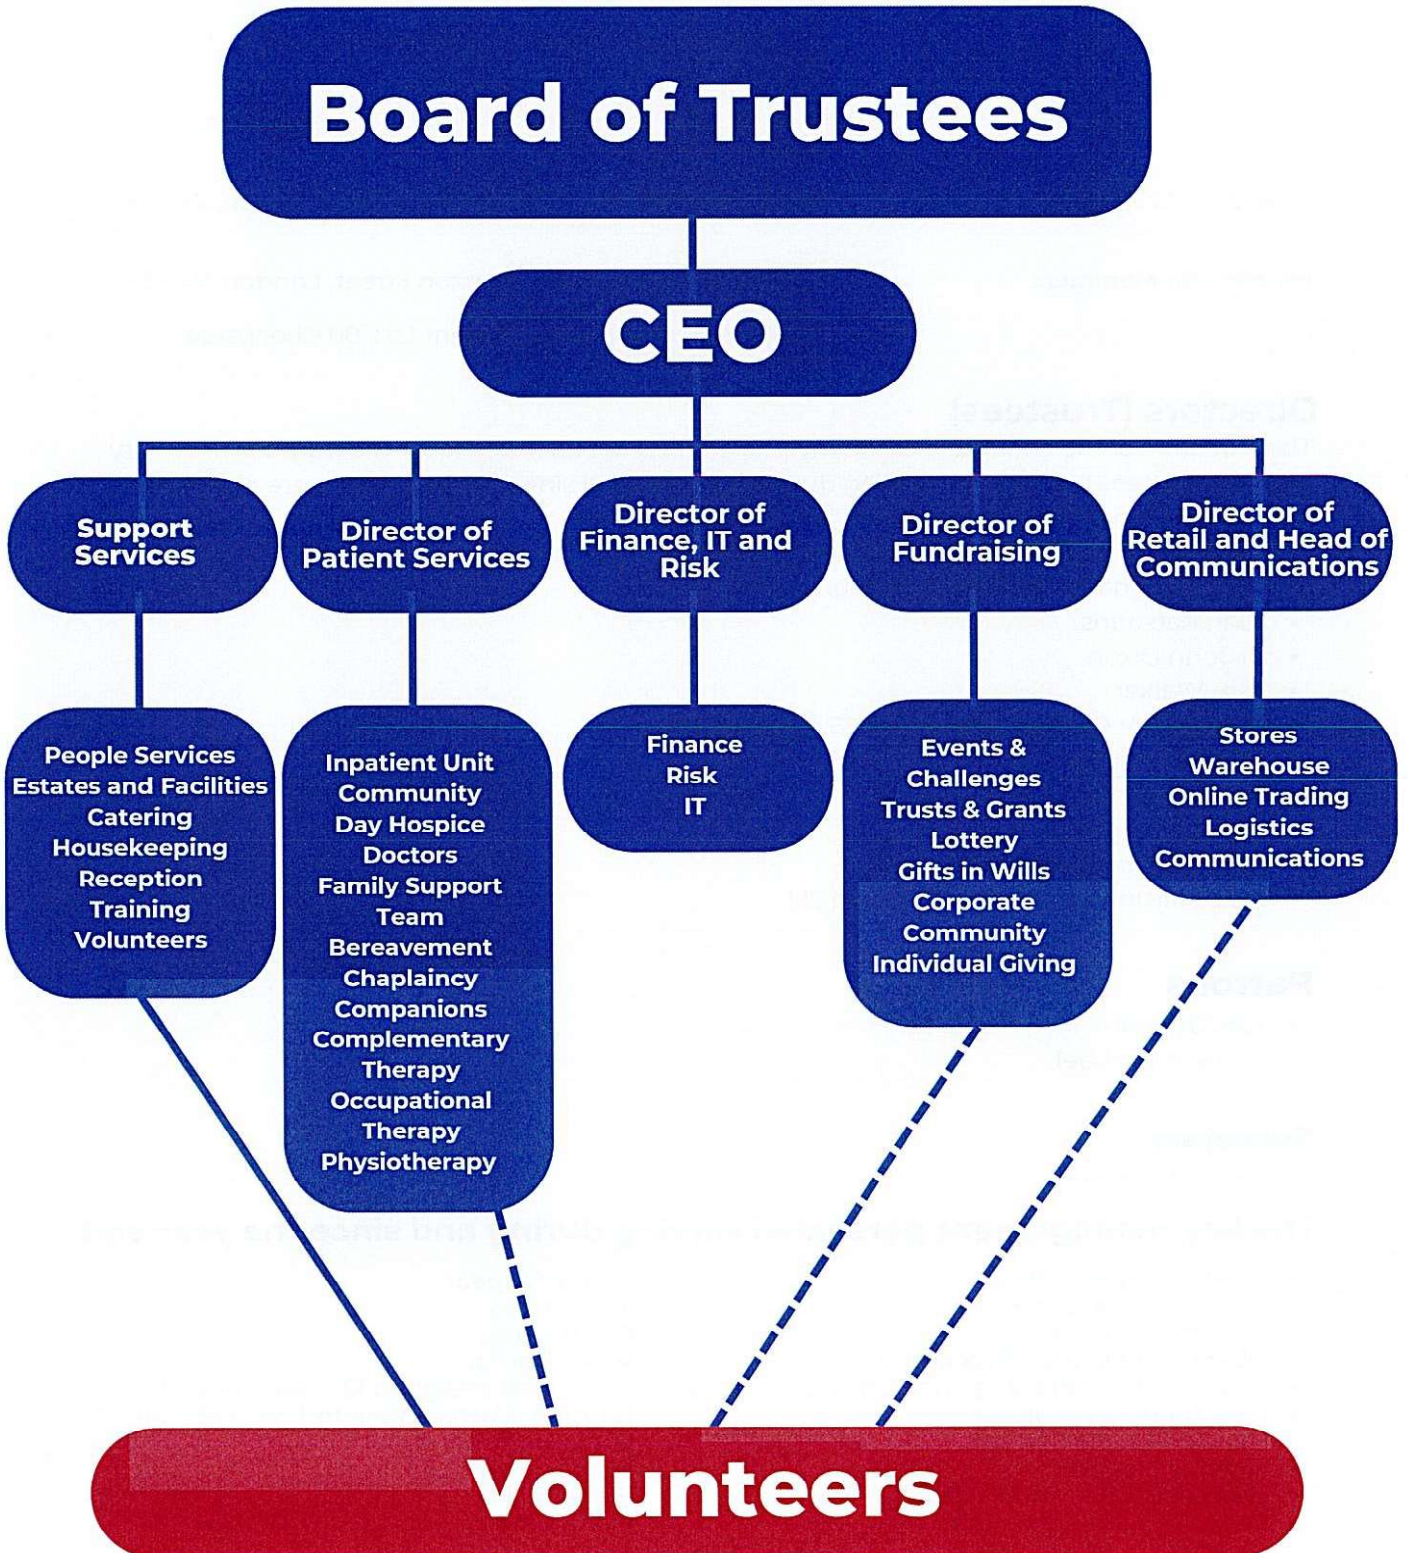 Board of Trustees
CEO
Support
Services
Director of
Patient Services
Director of
Finance, IT and
Risk
Director of
Fundraising
Director of
Retail and Head of
Communications
People Services
Estates and Facilities
Catering
Housekeeping
Reception
Training
Volunteers
Inpatient Unit
Community
Day Hospice
Doctors
Family Support
Team
Bereavement
Chaplaincy
Companions
Complementary
Therapy
Occupational
Therapy
Physiotherapy
Finance
Risk
IT
Events &
Challenges
Trusts & Grants
Lottery
Gifts in Wills
Corporate
Community
Individual Giving
Stores
Warehouse
Online Trading
Logistics
Communications
Volunteers